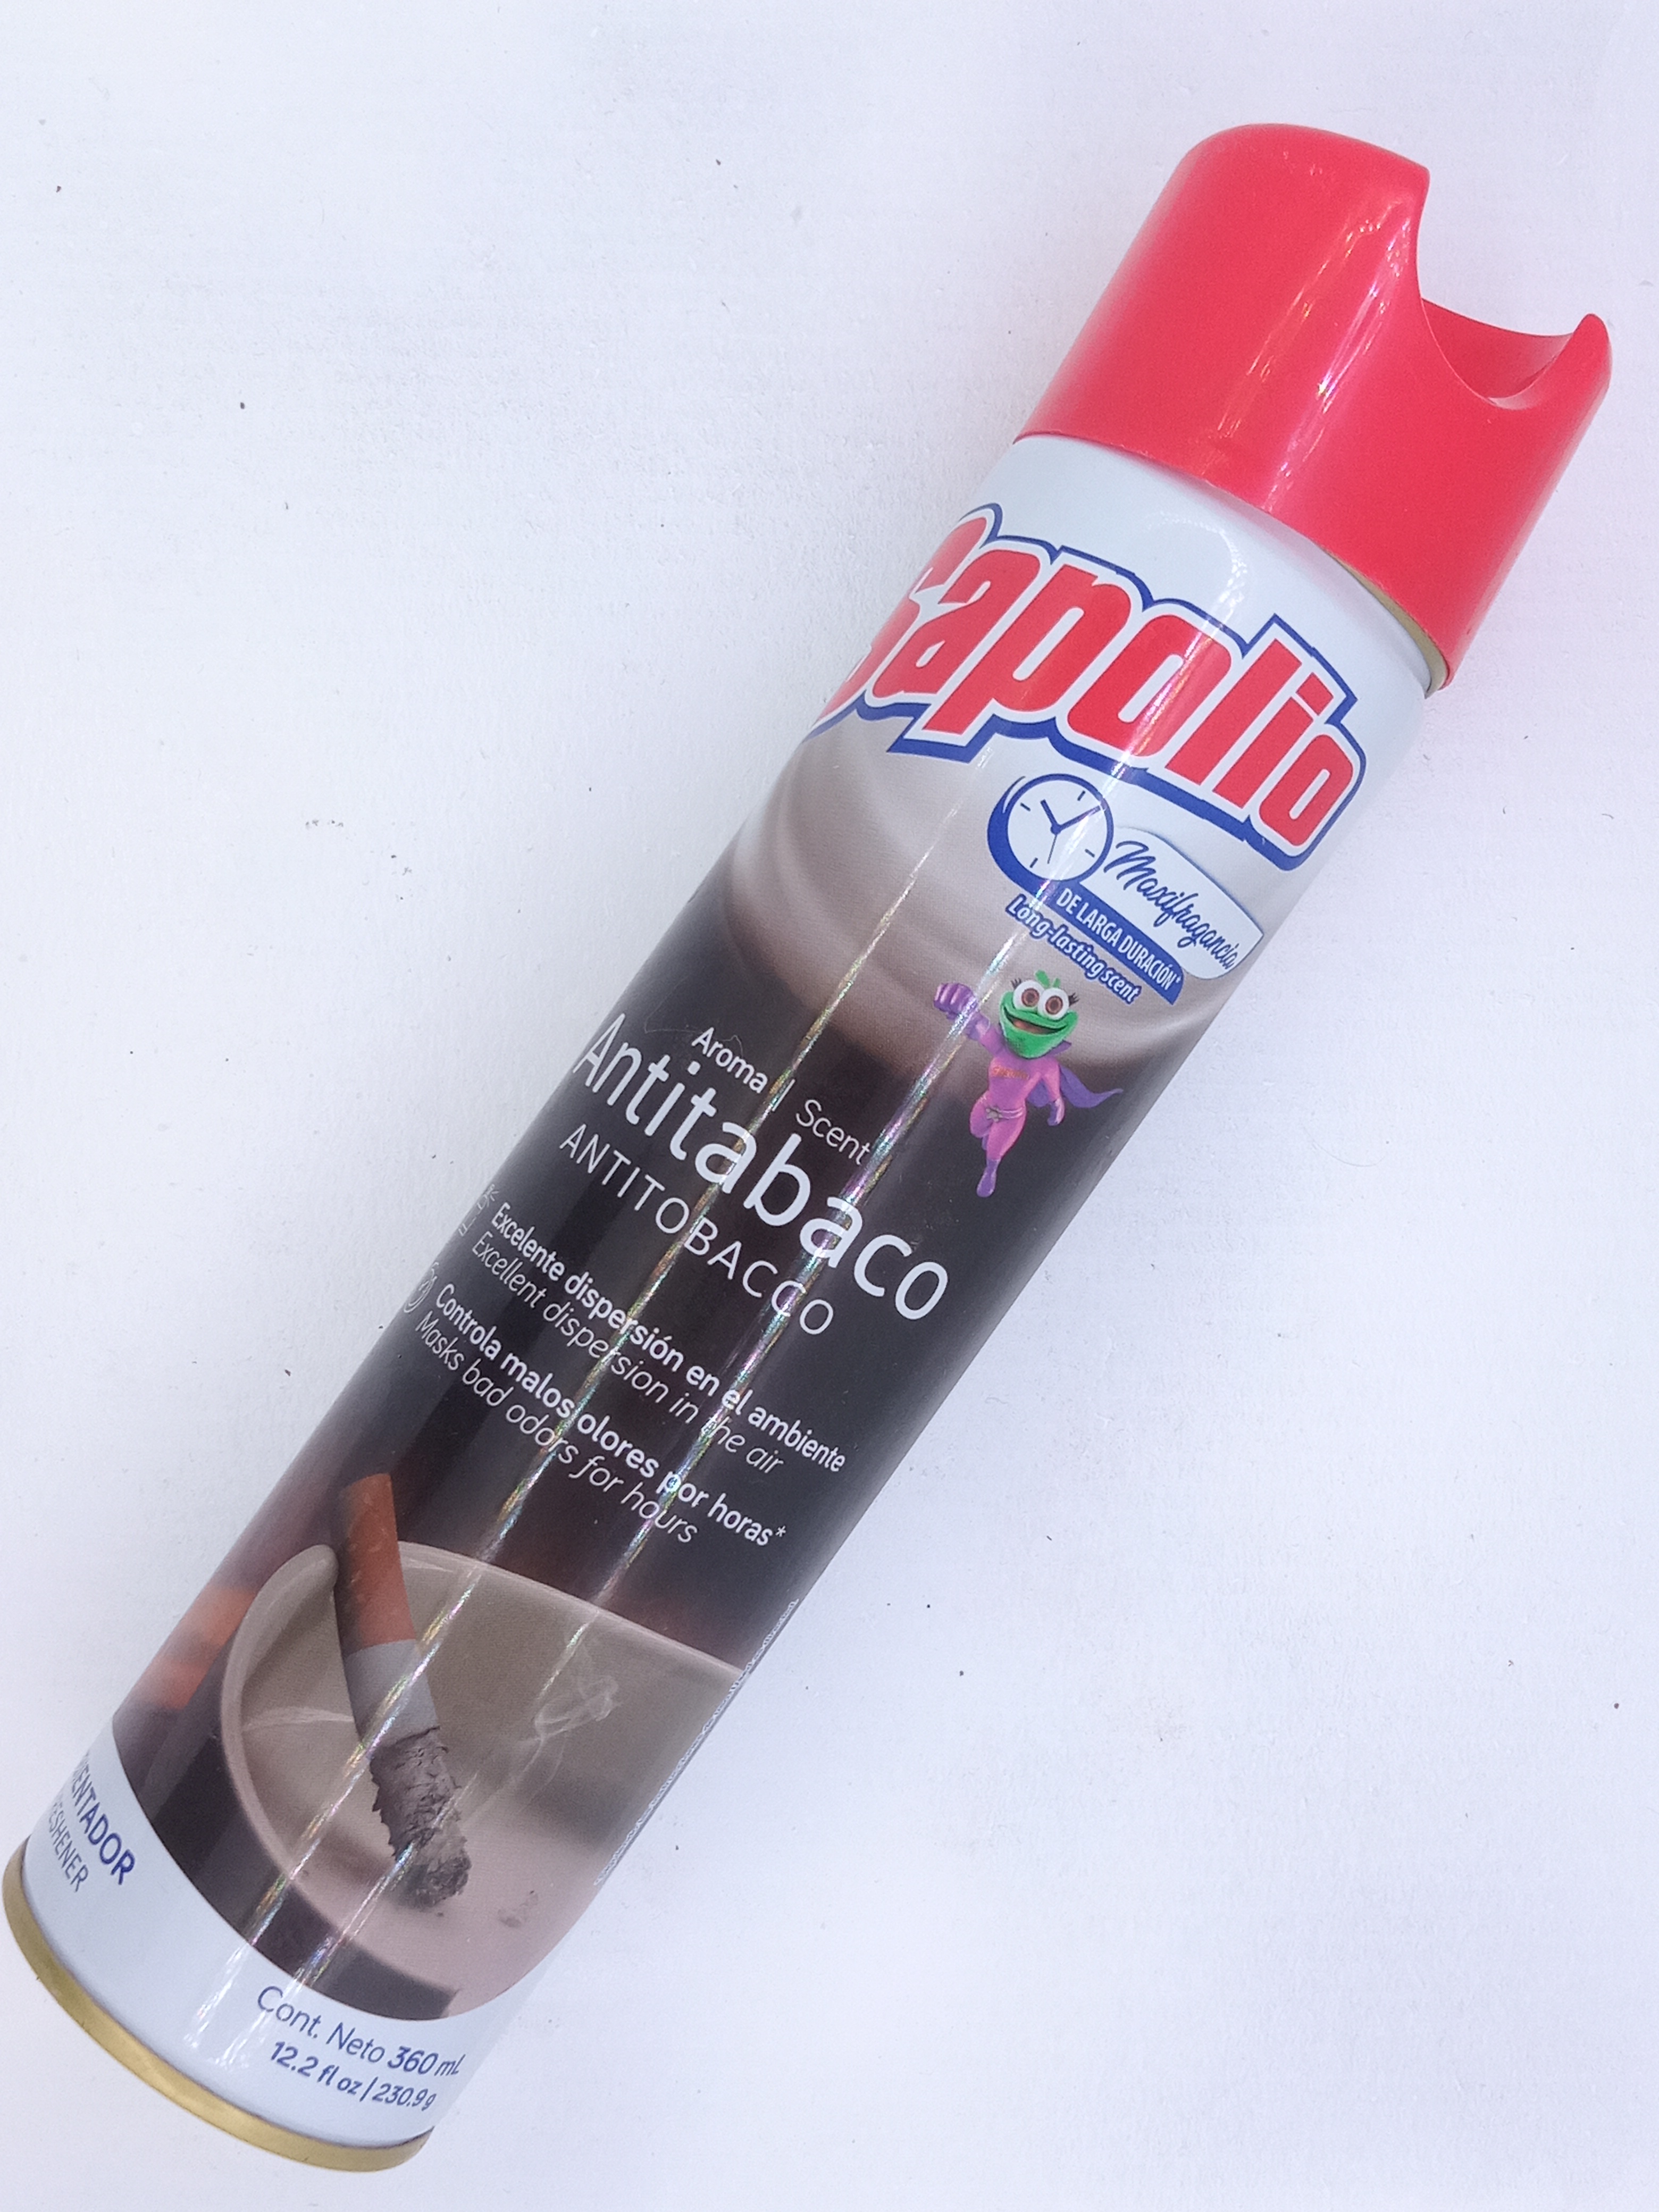 Sapolio
Maxifragancia
DE LARGA DURACIÓN*
Long-lasting scent
Aroma | Scent
Antitabaco
ANTITOBACCO
Excelente dispersión en el ambiente
Excellent dispersion in the air
Controla malos olores por horas*
Masks bad odors for hours
Cont. Neto 360 mL
12.2 fl oz | 230.9 g